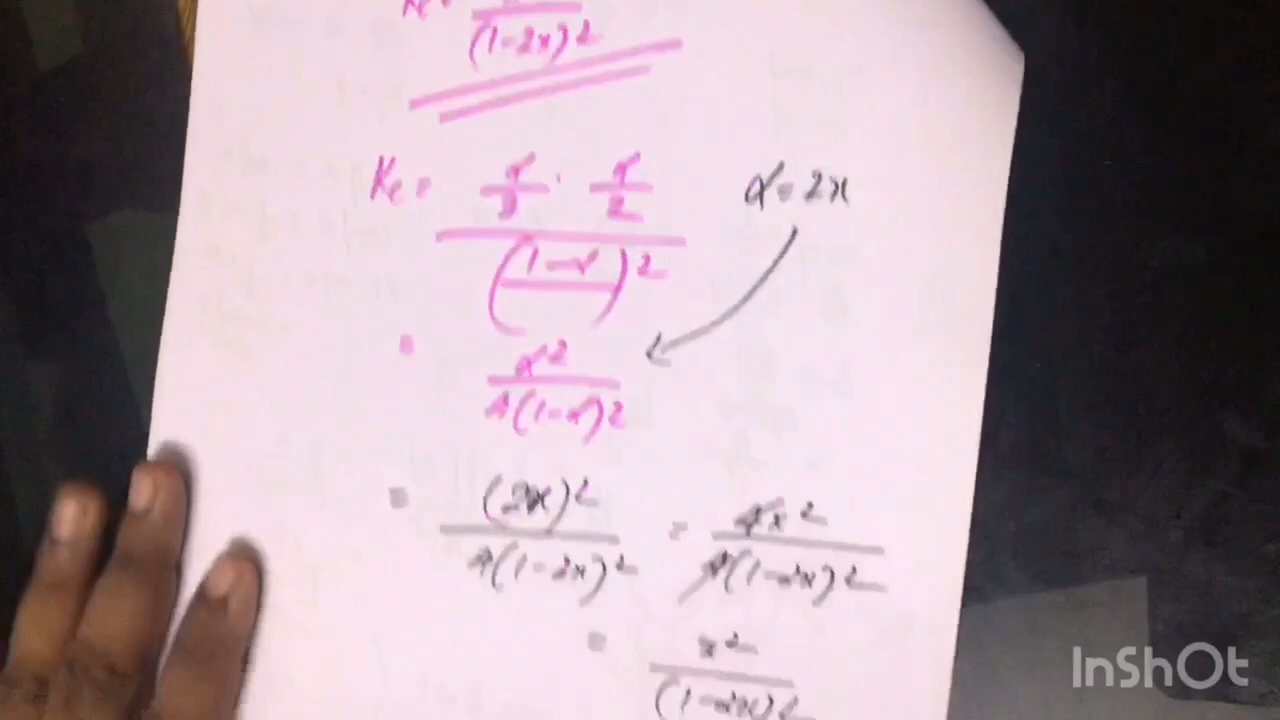 (1-2x)²
Kc = α/2 · α/2 α=2x
(1-α)²
= α²
4(1-α)²
= (2x)² = 4x²
4(1-2x)² 4(1-2x)²
= x²
(1-2x)²
InShOt